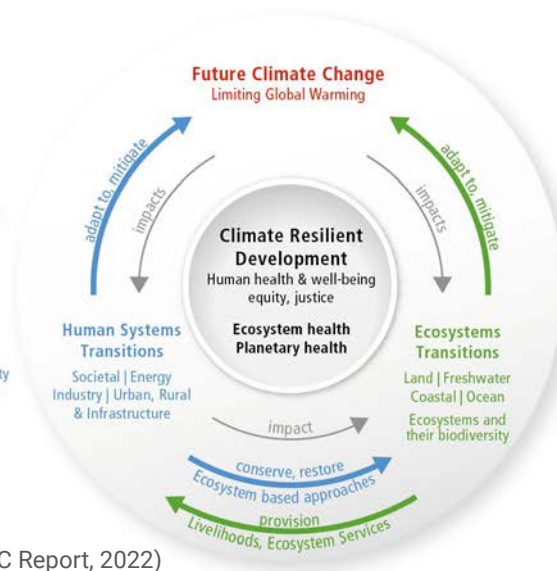 Future Climate Change
Limiting Global Warming
adapt to, mitigate
impacts
impacts
adapt to, mitigate
Climate Resilient
Development
Human health & well-being
equity, justice
Ecosystem health
Planetary health
Human Systems
Transitions
Societal | Energy
Industry | Urban, Rural
& Infrastructure
Ecosystems
Transitions
Land | Freshwater
Coastal | Ocean
Ecosystems and
their biodiversity
impact
conserve, restore
Ecosystem based approaches
provision
Livelihoods, Ecosystem Services
Report, 2022)